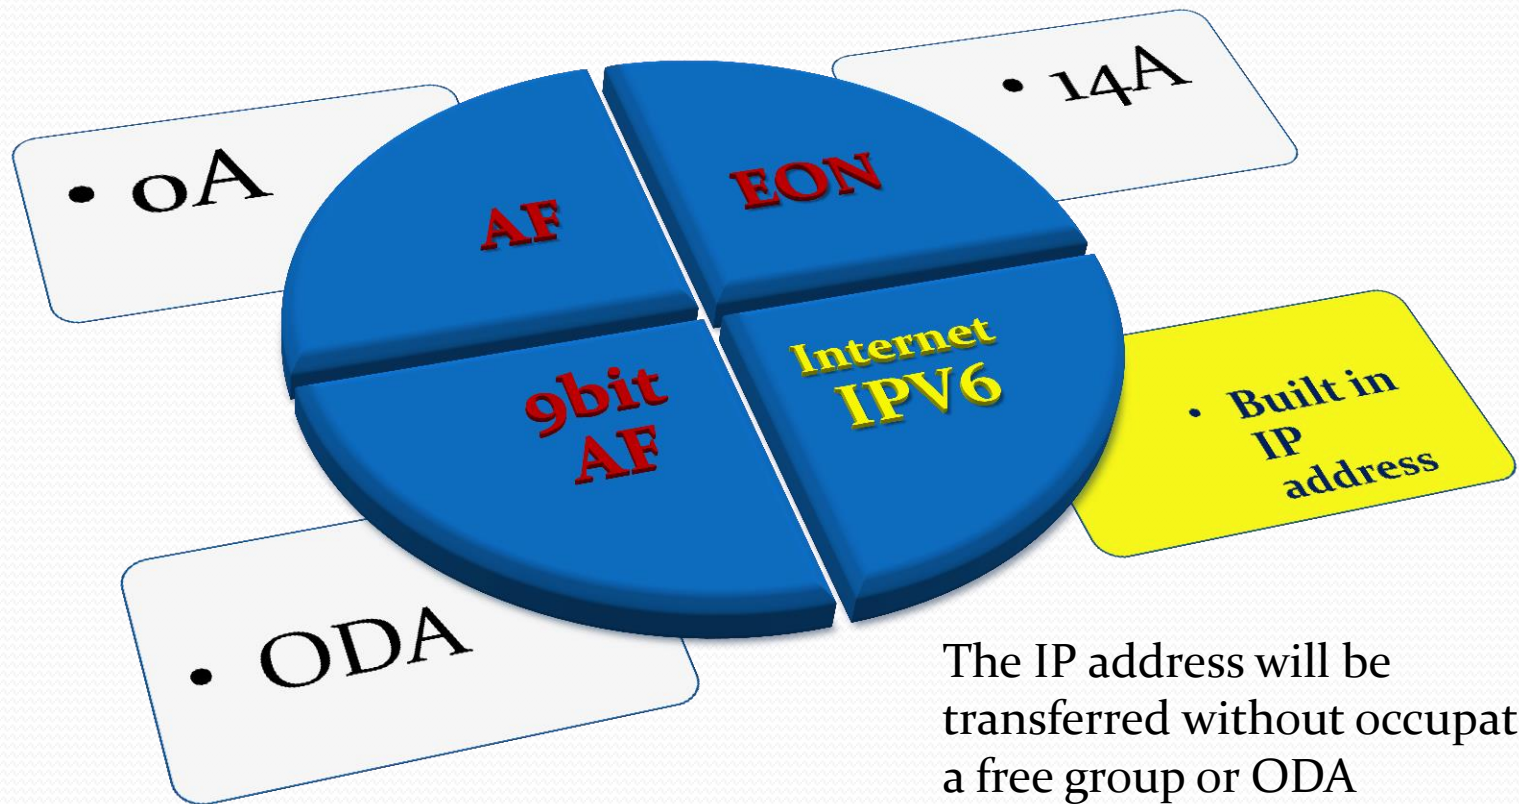 • 0A
AF
EON
• 14A
9bit
AF
Internet
IPV6
• Built in
IP
address
• ODA
The IP address will be
transferred without occupat
a free group or ODA